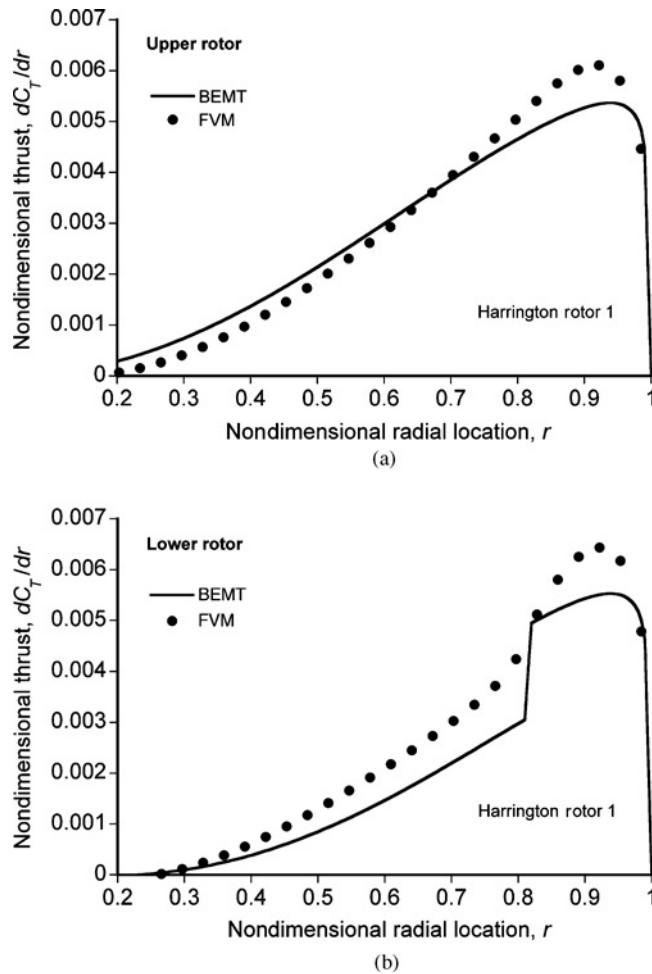 0.007
Upper rotor
0.006
BEMT
0.005
FVM
0.004
0.003
0.002
0.001
Harrington rotor 1
0
0.2 0.3 0.4 0.5 0.6 0.7 0.8 0.9 1
Nondimensional thrust, dC_T/dr
Nondimensional radial location, r
(a)
0.007
Lower rotor
0.006
BEMT
0.005
FVM
0.004
0.003
0.002
0.001
Harrington rotor 1
0
0.2 0.3 0.4 0.5 0.6 0.7 0.8 0.9 1
Nondimensional thrust, dC_T/dr
Nondimensional radial location, r
(b)